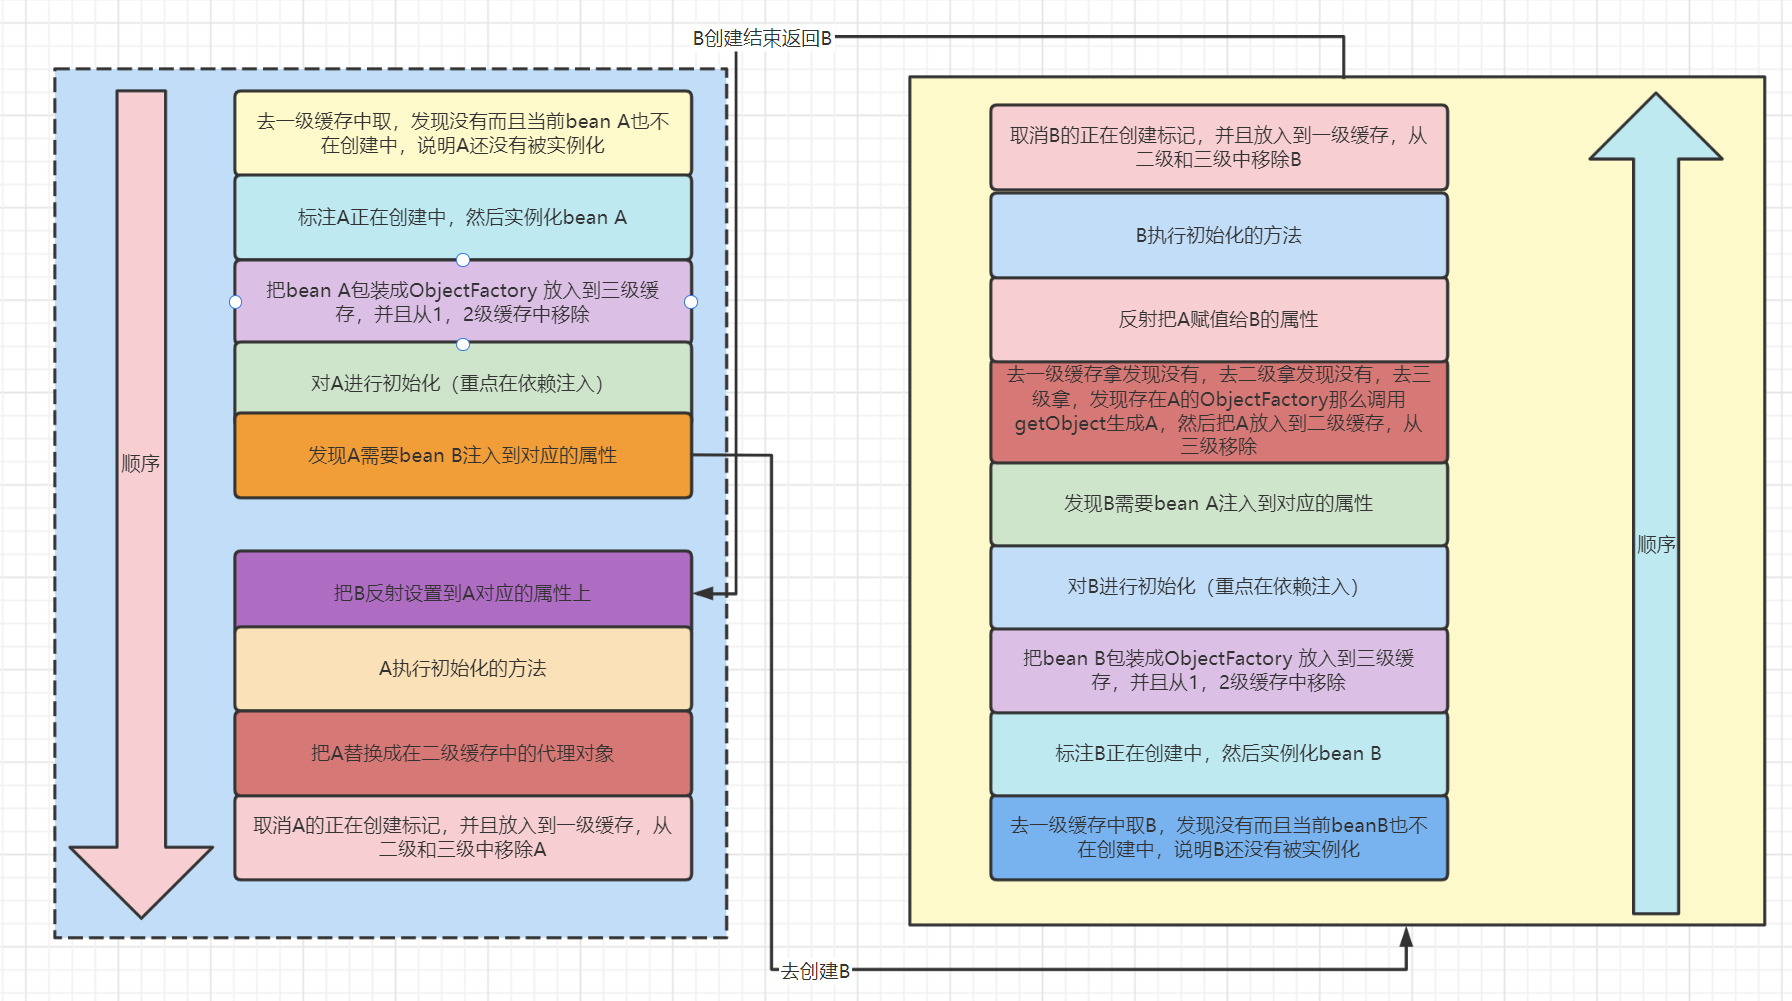 B创建结束返回B
顺序
去一级缓存中取，发现没有而且当前bean A也不
在创建中，说明A还没有被实例化
标注A正在创建中，然后实例化bean A
把bean A包装成ObjectFactory 放入到三级缓
存，并且从1，2级缓存中移除
对A进行初始化（重点在依赖注入）
发现A需要bean B注入到对应的属性
把B反射设置到A对应的属性上
A执行初始化的方法
把A替换成在二级缓存中的代理对象
取消A的正在创建标记，并且放入到一级缓存，从
二级和三级中移除A
取消B的正在创建标记，并且放入到一级缓存，从
二级和三级中移除B
B执行初始化的方法
反射把A赋值给B的属性
去一级缓存拿发现没有，去二级拿发现没有，去三
级拿，发现存在A的ObjectFactory那么调用
getObject生成A，然后把A放入到二级缓存，从
三级移除
发现B需要bean A注入到对应的属性
对B进行初始化（重点在依赖注入）
把bean B包装成ObjectFactory 放入到三级缓
存，并且从1，2级缓存中移除
标注B正在创建中，然后实例化bean B
去一级缓存中取B，发现没有而且当前beanB也不
在创建中，说明B还没有被实例化
顺序
去创建B